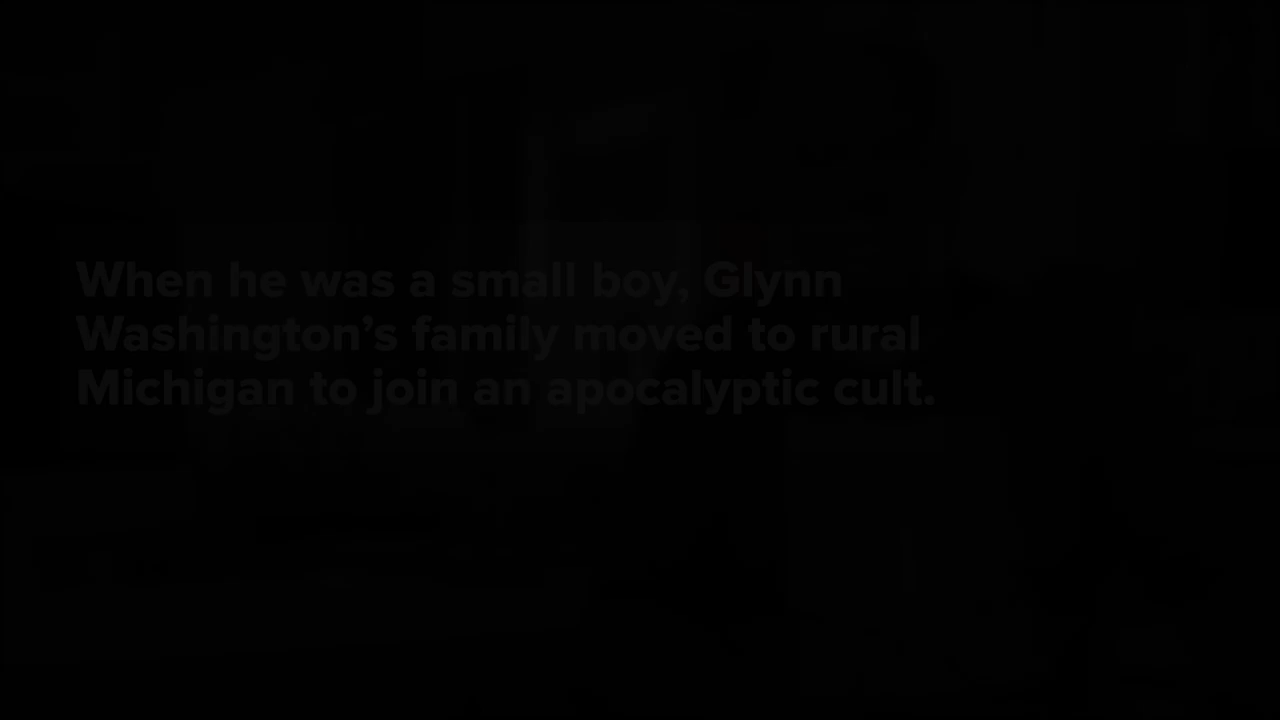 When he was a small boy, Glynn
Washington’s family moved to rural
Michigan to join an apocalyptic cult.